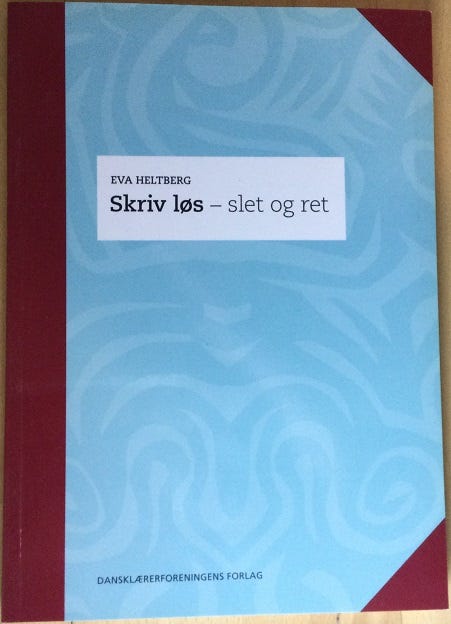 EVA HELTBERG
Skriv løs – slet og ret
DANSKLÆRERFORENINGENS FORLAG